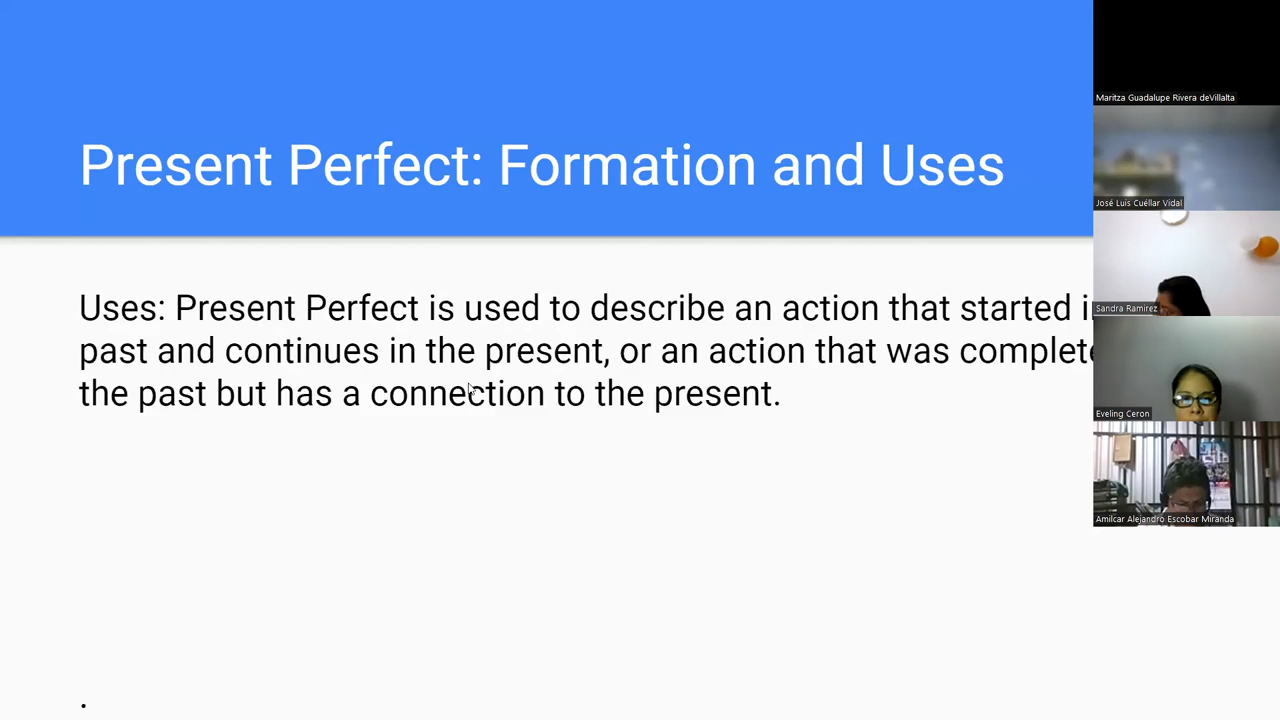 Present Perfect: Formation and Uses
Uses: Present Perfect is used to describe an action that started
past and continues in the present, or an action that was
the past but has a connection to the present.
.
Maritza Guadalupe Rivera deVillalta
José Luis Cuéllar Vidal
Sandra Ramirez
Eveling Ceron
Amilcar Alejandro Escobar Miranda